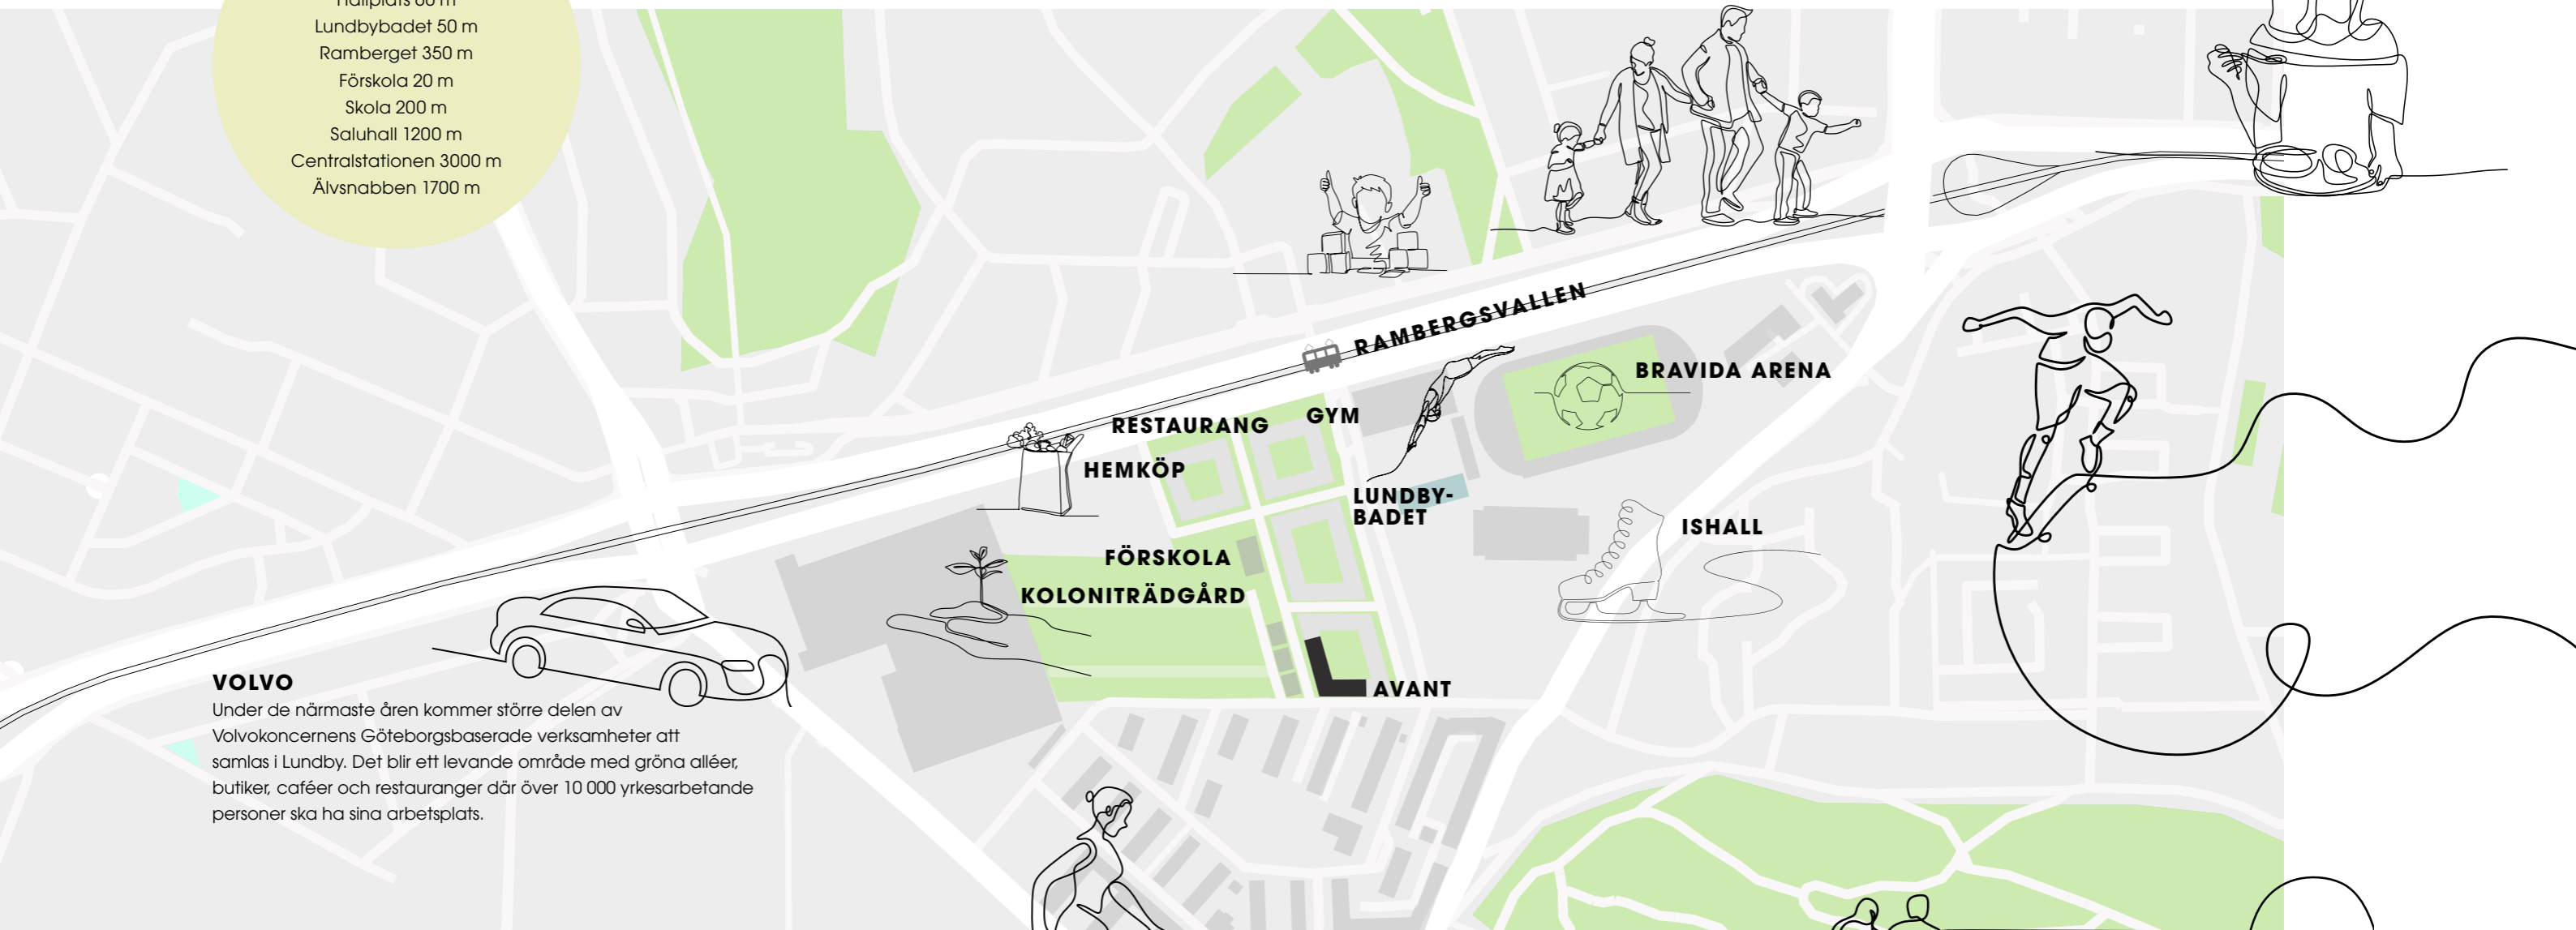 Hållplats 60 m
Lundbybadet 50 m
Ramberget 350 m
Förskola 20 m
Skola 200 m
Saluhall 1200 m
Centralstationen 3000 m
Älvsnabben 1700 m
RAMBERGSVALLEN
BRAVIDA ARENA
RESTAURANG
GYM
HEMKÖP
LUNDBY-
BADET
ISHALL
FÖRSKOLA
KOLONITRÄDGÅRD
AVANT
VOLVO
Under de närmaste åren kommer större delen av
Volvokoncernens Göteborgsbaserade verksamheter att
samlas i Lundby. Det blir ett levande område med gröna alléer,
butiker, caféer och restauranger där över 10 000 yrkesarbetande
personer ska ha sina arbetsplats.